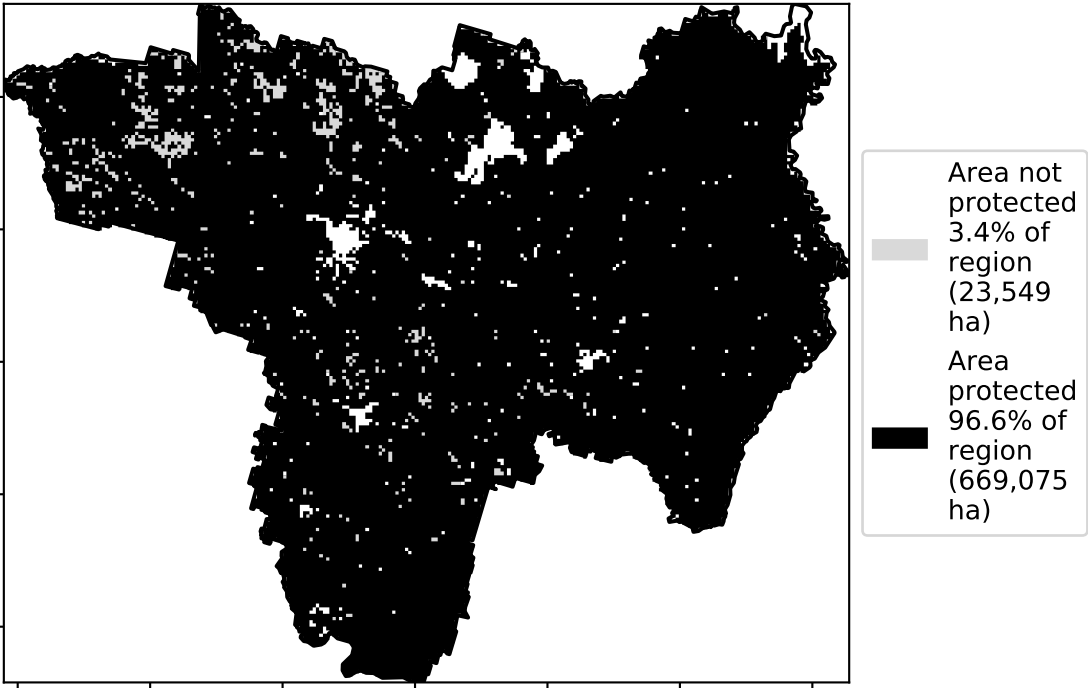 Area not
protected
3.4% of
region
(23,549
ha)
Area
protected
96.6% of
region
(669,075
ha)